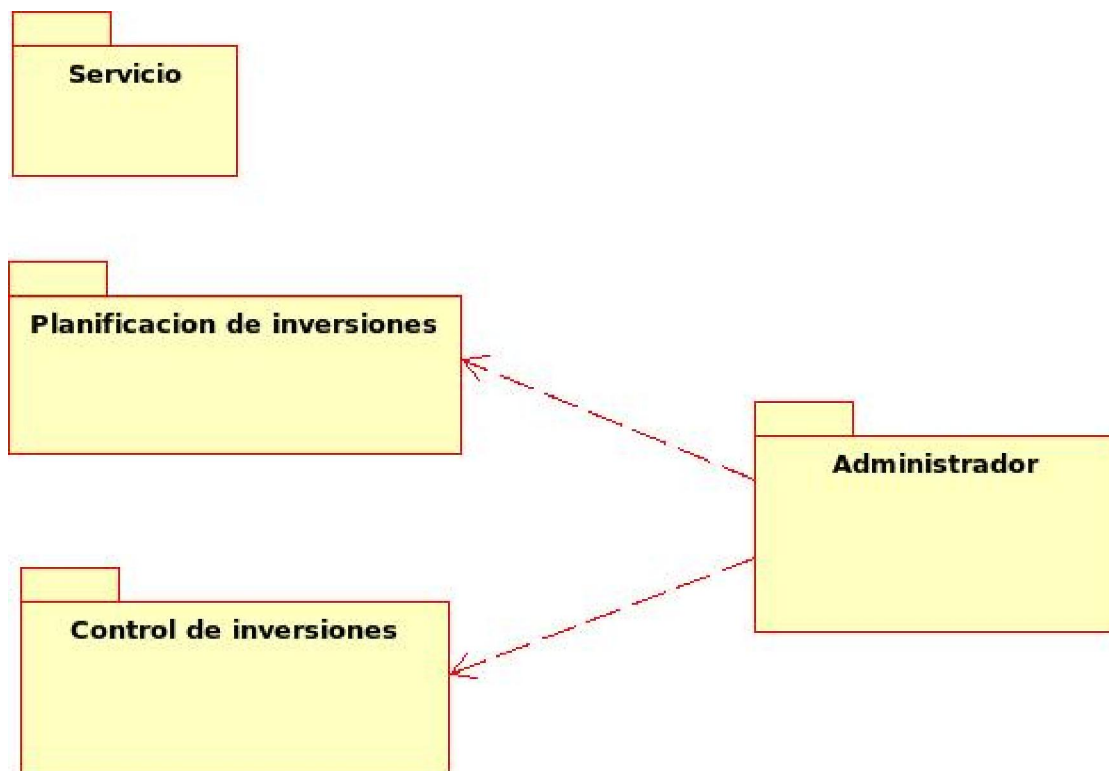 Servicio
Planificacion de inversiones
Administrador
Control de inversiones